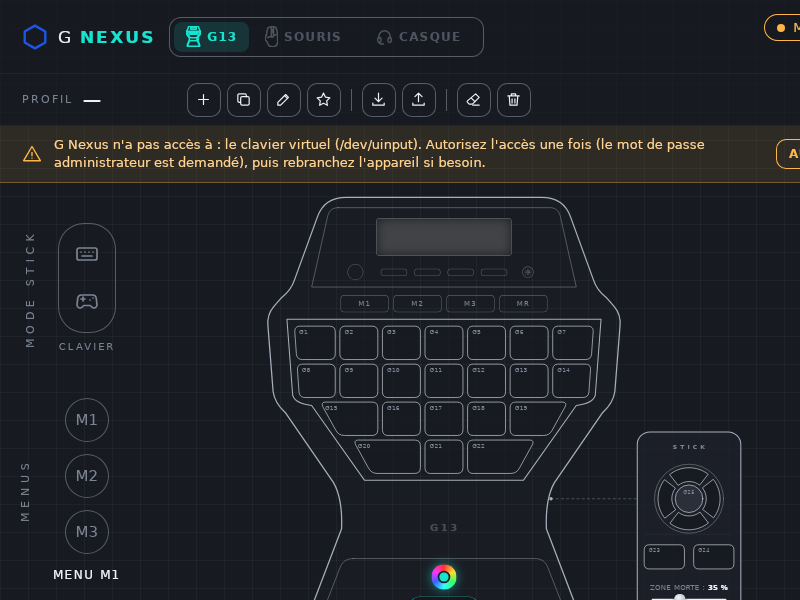 G NEXUS
G13
SOURIS
CASQUE
PROFIL —
G Nexus n'a pas accès à : le clavier virtuel (/dev/uinput). Autorisez l'accès une fois (le mot de passe
administrateur est demandé), puis rebranchez l'appareil si besoin.
MODE STICK
CLAVIER
M1 M2 M3 MR
G1 G2 G3 G4 G5 G6 G7
G8 G9 G10 G11 G12 G13 G14
G15 G16 G17 G18 G19
G20 G21 G22
G13
MENUS
M1
M2
M3
MENU M1
STICK
G23 G24
ZONE MORTE : 35 %